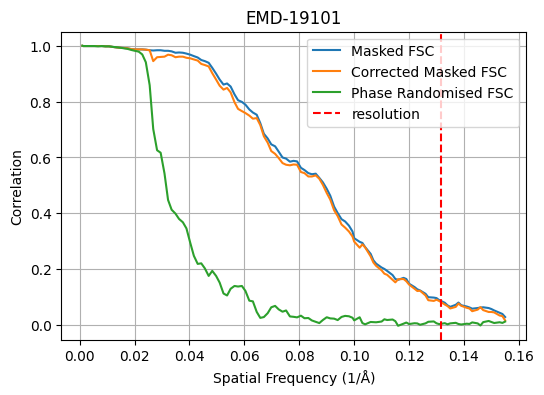 EMD-19101
Masked FSC
Corrected Masked FSC
Phase Randomised FSC
resolution
Correlation
1.0
0.8
0.6
0.4
0.2
0.0
0.00 0.02 0.04 0.06 0.08 0.10 0.12 0.14 0.16
Spatial Frequency (1/Å)